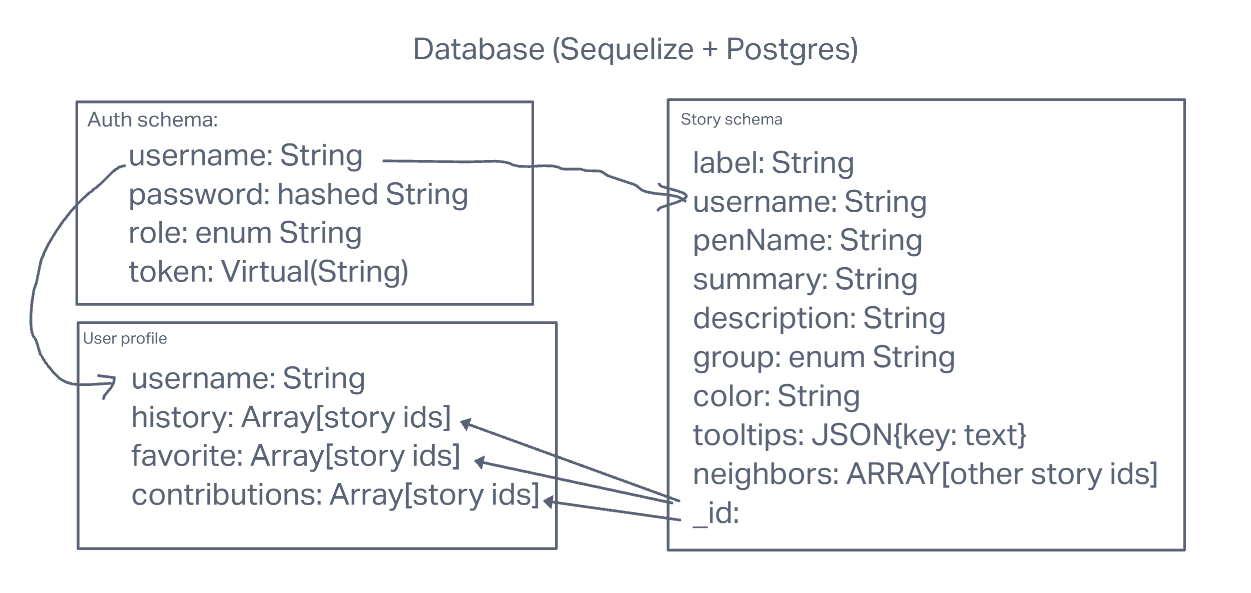 Database (Sequelize + Postgres)
Auth schema:
username: String
password: hashed String
role: enum String
token: Virtual(String)
User profile
username: String
history: Array[story ids]
favorite: Array[story ids]
contributions: Array[story ids]
Story schema
label: String
username: String
penName: String
summary: String
description: String
group: enum String
color: String
tooltips: JSON{key: text}
neighbors: ARRAY[other story ids]
_id: